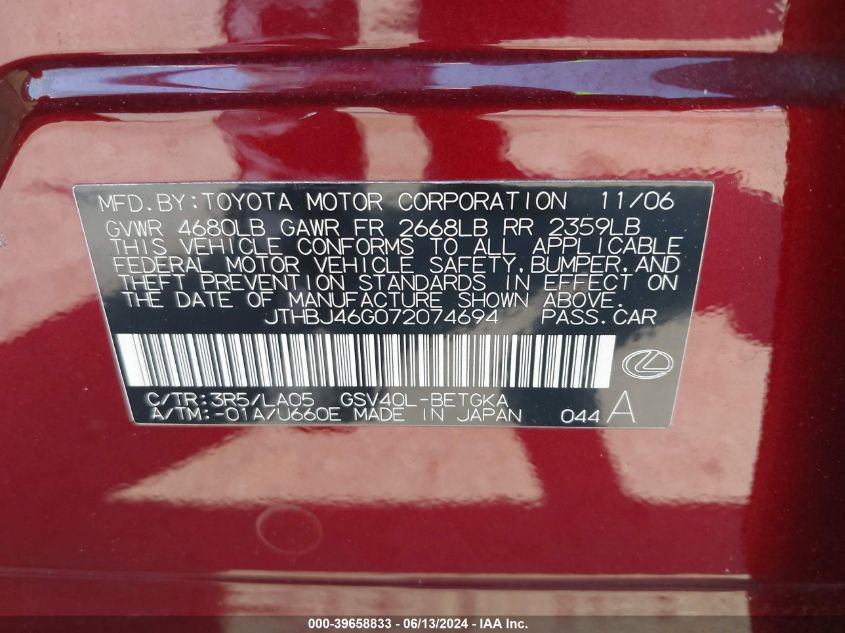 MFD. BY: TOYOTA MOTOR CORPORATION 11/06
GVWR 4680LB GAWR FR 2668LB RR 2359LB
THIS VEHICLE CONFORMS TO ALL APPLICABLE
FEDERAL MOTOR VEHICLE SAFETY, BUMPER, AND
THEFT PREVENTION STANDARDS IN EFFECT ON
THE DATE OF MANUFACTURE SHOWN ABOVE.
JTHBJ46G072074694 PASS. CAR
C/TR: 3R5/LA05 GSV40L-BETGKA
A/TM: -01A/U660E MADE IN JAPAN 044 A
000-39658833 - 06/13/2024 - IAA Inc.